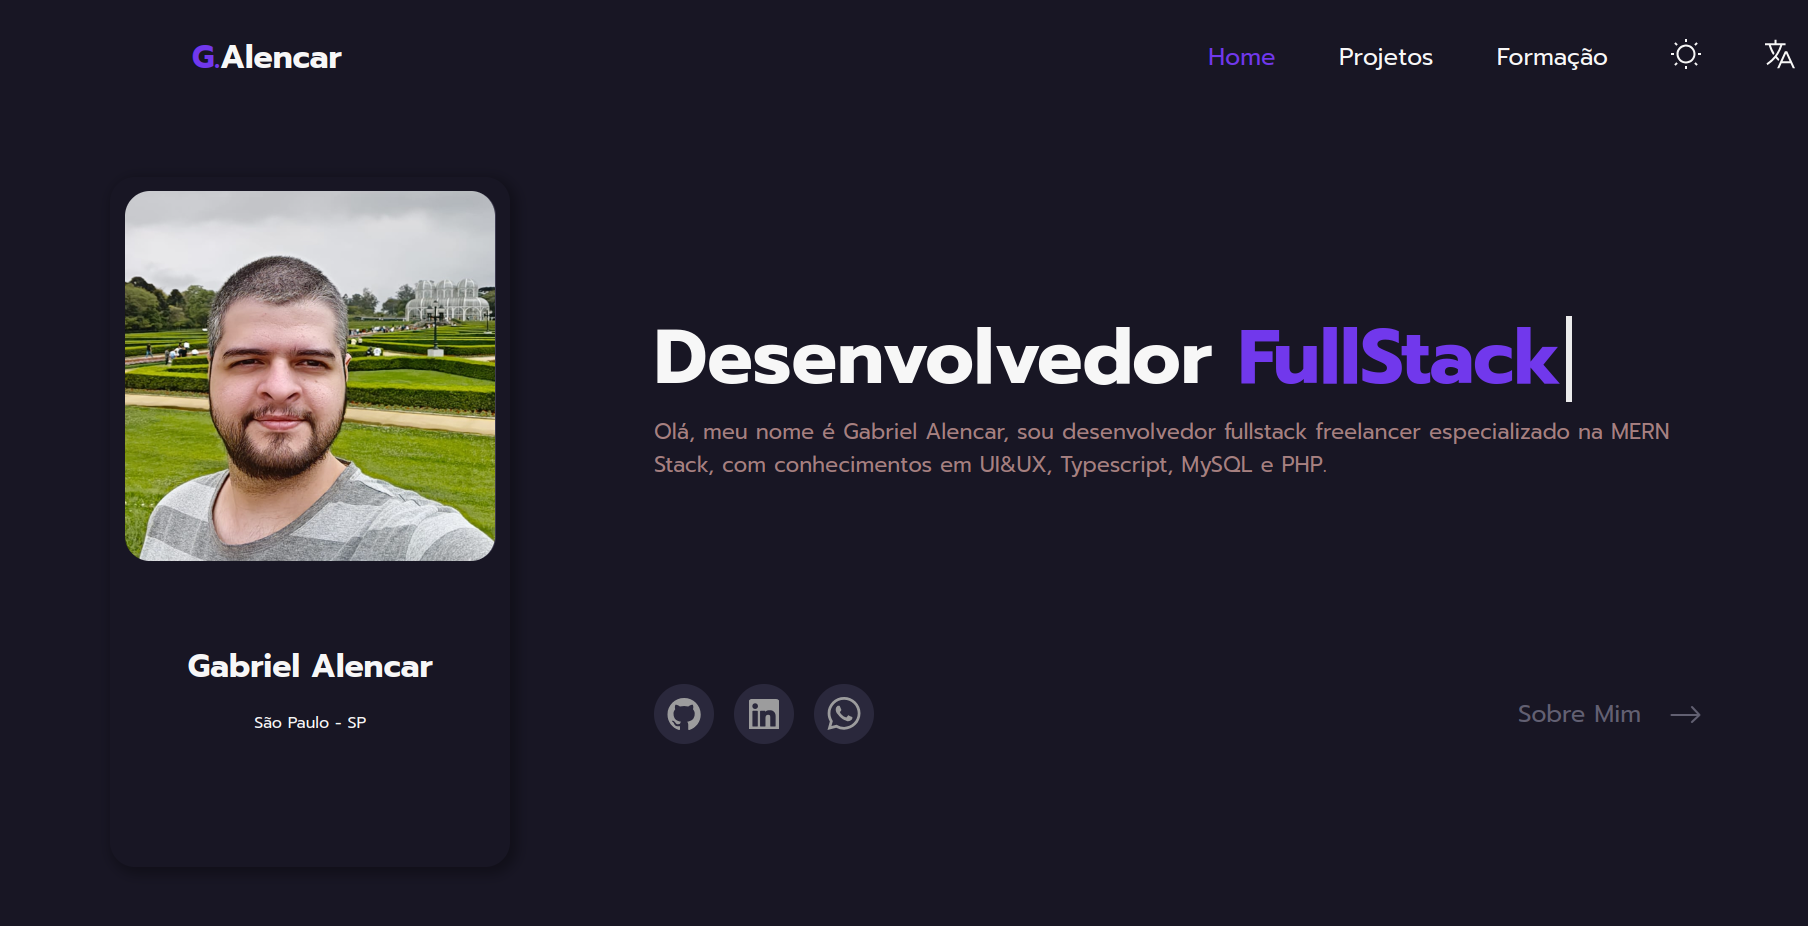 G.Alencar
Home Projetos Formação
Desenvolvedor FullStack
Olá, meu nome é Gabriel Alencar, sou desenvolvedor fullstack freelancer especializado na MERN
Stack, com conhecimentos em UI&UX, Typescript, MySQL e PHP.
Gabriel Alencar
São Paulo - SP
in
Sobre Mim